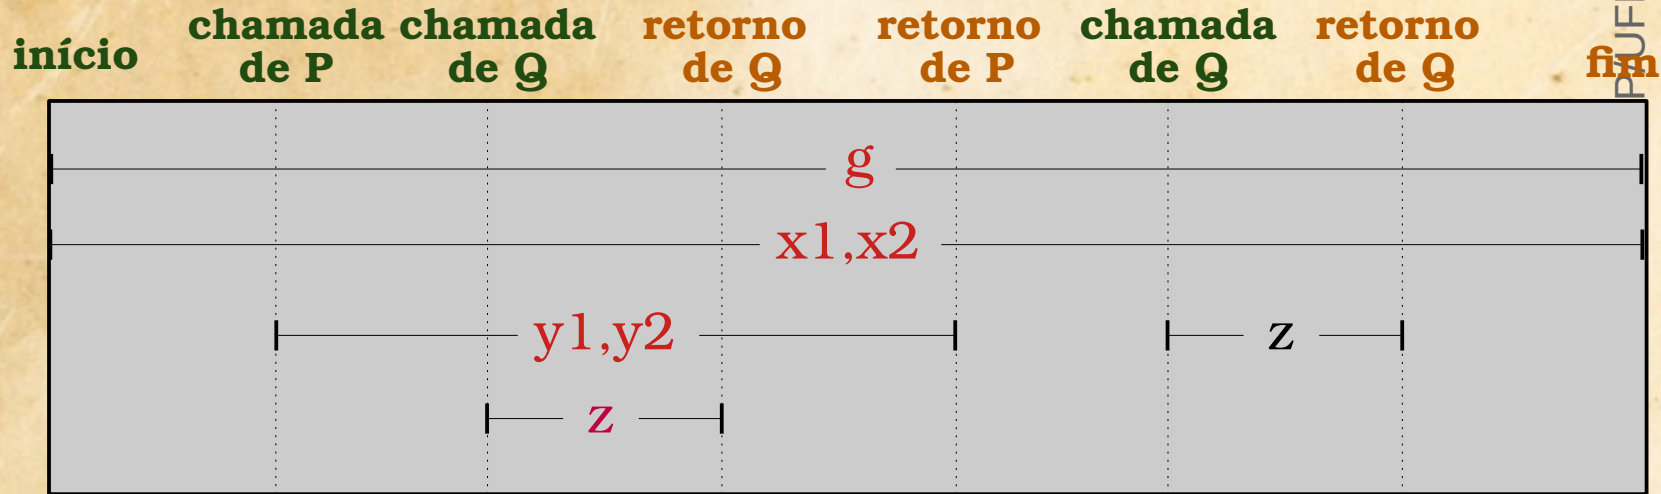 início
chamada
de P
chamada
de Q
retorno
de Q
retorno
de P
chamada
de Q
retorno
de Q
fim
g
x1,x2
y1,y2
z
z